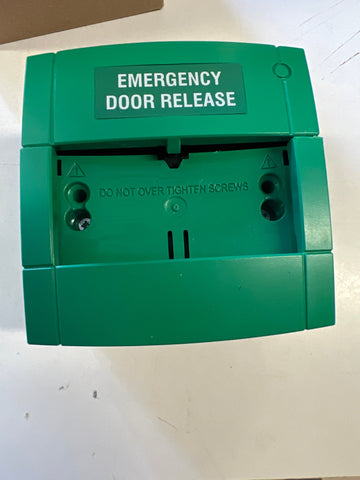 EMERGENCY
DOOR RELEASE
DO NOT OVER TIGHTEN SCREWS